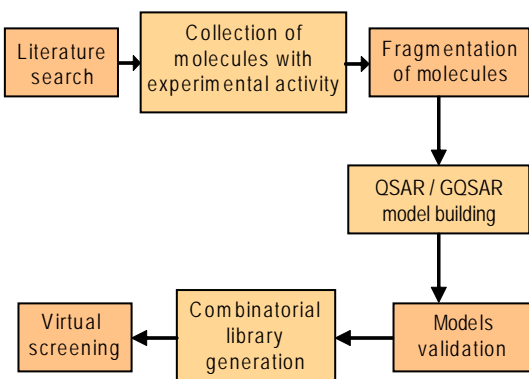 Literature
search
Collection of
molecules with
experimental activity
Fragmentation
of molecules
QSAR / GQSAR
model building
Models
validation
Combinatorial
library
generation
Virtual
screening